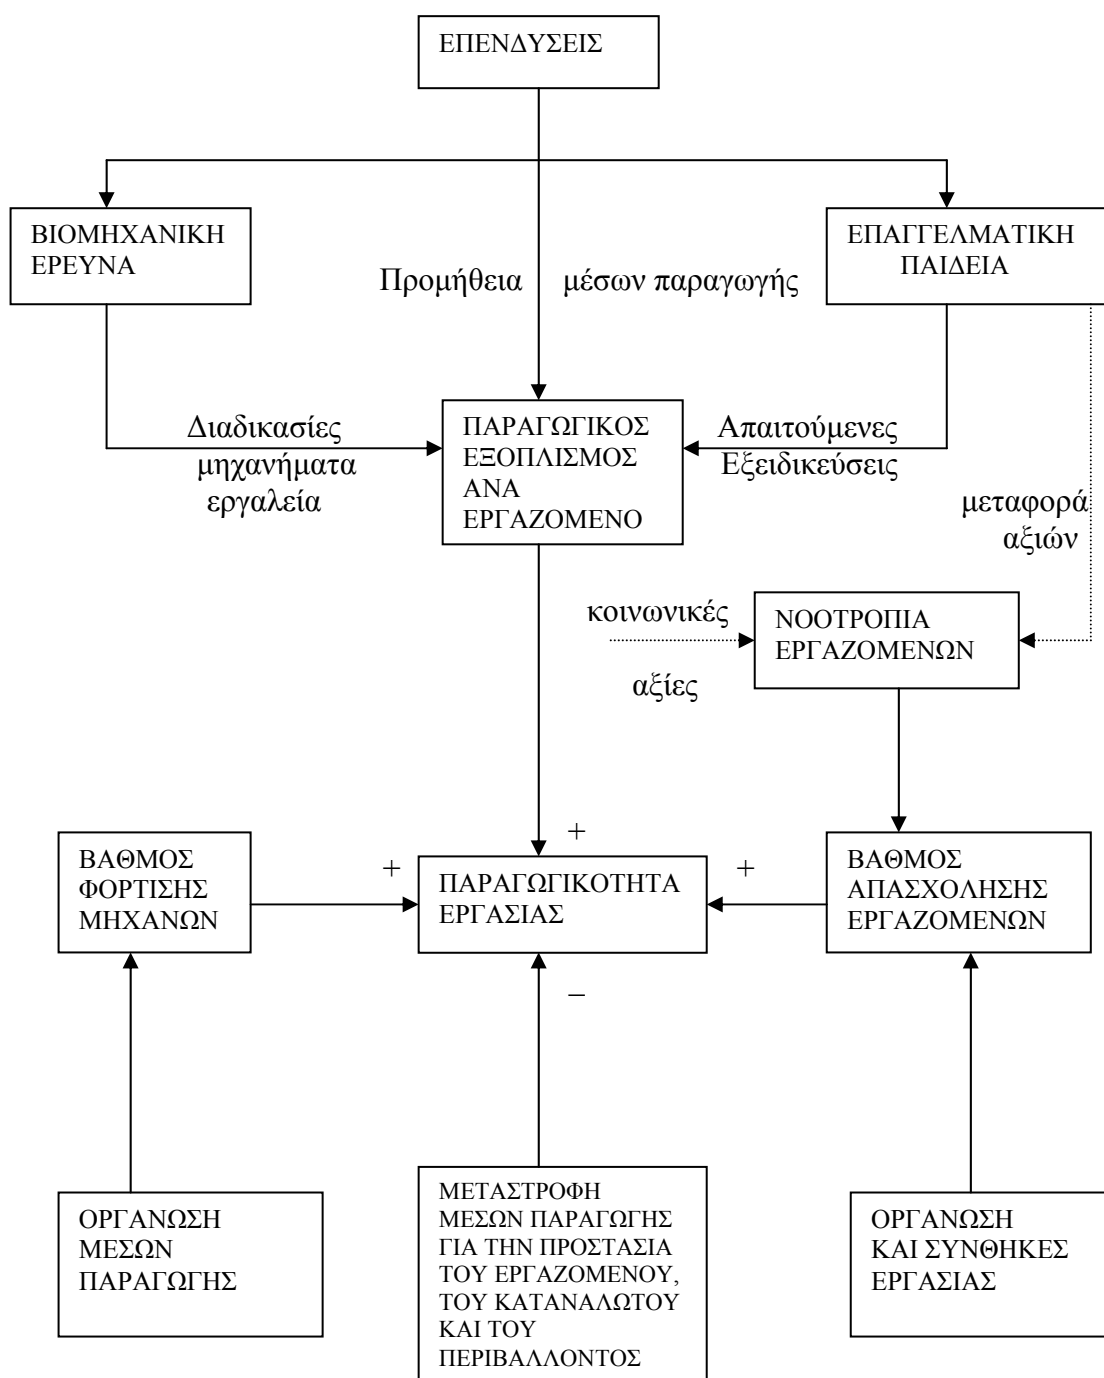 ΕΠΕΝΔΥΣΕΙΣ
ΒΙΟΜΗΧΑΝΙΚΗ
ΕΡΕΥΝΑ
Προμήθεια μέσων παραγωγής
ΕΠΑΓΓΕΛΜΑΤΙΚΗ
ΠΑΙΔΕΙΑ
Διαδικασίες
μηχανήματα
εργαλεία
ΠΑΡΑΓΩΓΙΚΟΣ
ΕΞΟΠΛΙΣΜΟΣ
ΑΝΑ
ΕΡΓΑΖΟΜΕΝΟ
Απαιτούμενες
Εξειδικεύσεις
μεταφορά
αξιών
κοινωνικές
αξίες
ΝΟΟΤΡΟΠΙΑ
ΕΡΓΑΖΟΜΕΝΩΝ
ΒΑΘΜΟΣ
ΦΟΡΤΙΣΗΣ
ΜΗΧΑΝΩΝ
+
+
ΠΑΡΑΓΩΓΙΚΟΤΗΤΑ
ΕΡΓΑΣΙΑΣ
+
ΒΑΘΜΟΣ
ΑΠΑΣΧΟΛΗΣΗΣ
ΕΡΓΑΖΟΜΕΝΩΝ
–
ΟΡΓΑΝΩΣΗ
ΜΕΣΩΝ
ΠΑΡΑΓΩΓΗΣ
ΜΕΤΑΣΤΡΟΦΗ
ΜΕΣΩΝ ΠΑΡΑΓΩΓΗΣ
ΓΙΑ ΤΗΝ ΠΡΟΣΤΑΣΙΑ
ΤΟΥ ΕΡΓΑΖΟΜΕΝΟΥ,
ΤΟΥ ΚΑΤΑΝΑΛΩΤΟΥ
ΚΑΙ ΤΟΥ
ΠΕΡΙΒΑΛΛΟΝΤΟΣ
ΟΡΓΑΝΩΣΗ
ΚΑΙ ΣΥΝΘΗΚΕΣ
ΕΡΓΑΣΙΑΣ